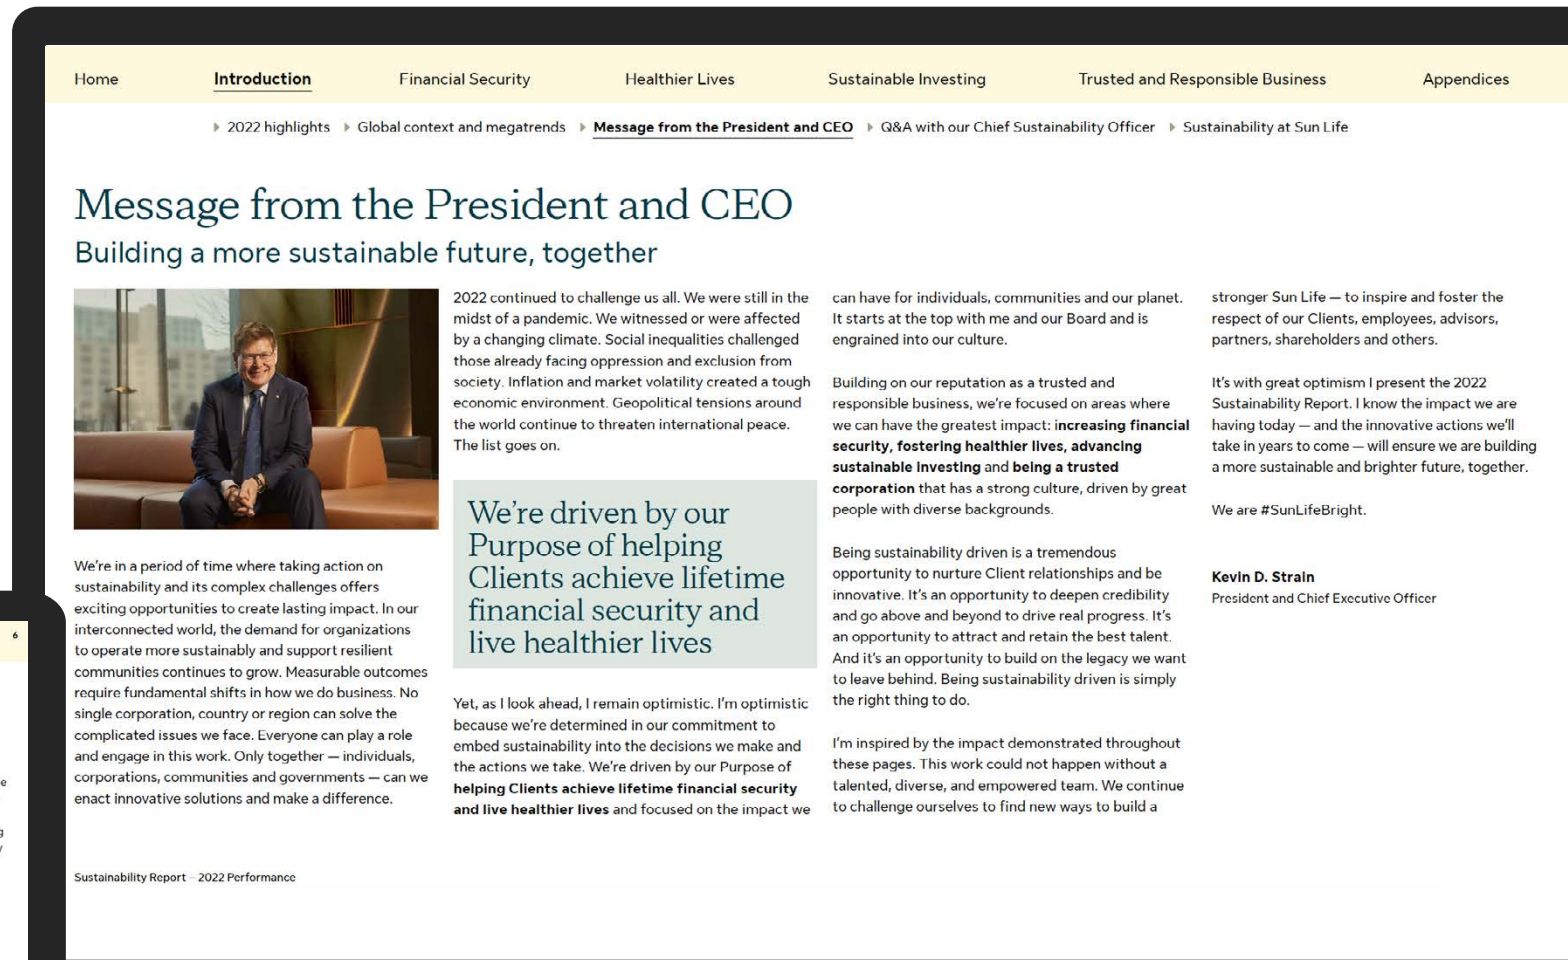 Home
Introduction
Financial Security
Healthier Lives
Sustainable Investing
Trusted and Responsible Business
Appendices
2022 highlights
Global context and megatrends
Message from the President and CEO
Q&A with our Chief Sustainability Officer
Sustainability at Sun Life
Message from the President and CEO
Building a more sustainable future, together
We're in a period of time where taking action on
sustainability and its complex challenges offers
exciting opportunities to create lasting impact. In our
interconnected world, the demand for organizations
to operate more sustainably and support resilient
communities continues to grow. Measurable outcomes
require fundamental shifts in how we do business. No
single corporation, country or region can solve the
complicated issues we face. Everyone can play a role
and engage in this work. Only together — individuals,
corporations, communities and governments — can we
enact innovative solutions and make a difference.
2022 continued to challenge us all. We were still in the
midst of a pandemic. We witnessed or were affected
by a changing climate. Social inequalities challenged
those already facing oppression and exclusion from
society. Inflation and market volatility created a tough
economic environment. Geopolitical tensions around
the world continue to threaten international peace.
The list goes on.
We're driven by our
Purpose of helping
Clients achieve lifetime
financial security and
live healthier lives
Yet, as I look ahead, I remain optimistic. I'm optimistic
because we're determined in our commitment to
embed sustainability into the decisions we make and
the actions we take. We're driven by our Purpose of
helping Clients achieve lifetime financial security
and live healthier lives and focused on the impact we
can have for individuals, communities and our planet.
It starts at the top with me and our Board and is
engrained into our culture.
Building on our reputation as a trusted and
responsible business, we're focused on areas where
we can have the greatest impact: increasing financial
security, fostering healthier lives, advancing
sustainable investing and being a trusted
corporation that has a strong culture, driven by great
people with diverse backgrounds.
Being sustainability driven is a tremendous
opportunity to nurture Client relationships and be
innovative. It's an opportunity to deepen credibility
and go above and beyond to drive real progress. It's
an opportunity to attract and retain the best talent.
And it's an opportunity to build on the legacy we want
to leave behind. Being sustainability driven is simply
the right thing to do.
I'm inspired by the impact demonstrated throughout
these pages. This work could not happen without a
talented, diverse, and empowered team. We continue
to challenge ourselves to find new ways to build a
stronger Sun Life — to inspire and foster the
respect of our Clients, employees, advisors,
partners, shareholders and others.
It's with great optimism I present the 2022
Sustainability Report. I know the impact we are
having today — and the innovative actions we'll
take in years to come — will ensure we are building
a more sustainable and brighter future, together.
We are #SunLifeBright.
Kevin D. Strain
President and Chief Executive Officer
Sustainability Report – 2022 Performance
6